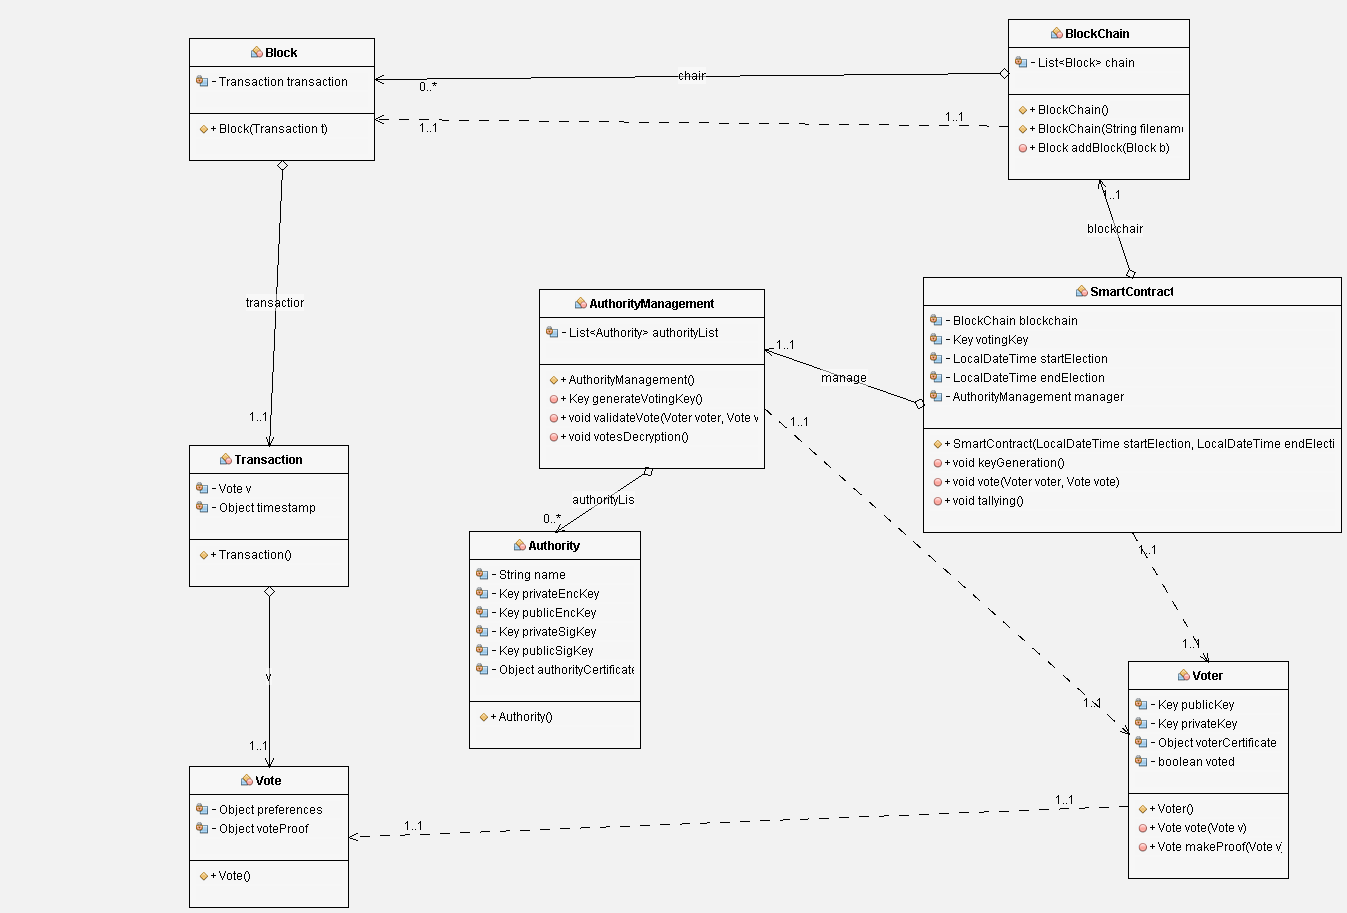 Block
- Transaction transaction
+ Block(Transaction t)
BlockChain
- List<Block> chain
+ BlockChain()
+ BlockChain(String filenam
+ Block addBlock(Block b)
chair
0..*
1..1
1..1
1..1
blockchair
transactior
1..1
AuthorityManagement
- List<Authority> authorityList
+ AuthorityManagement()
+ Key generateVotingKey()
+ void validateVote(Voter voter, Vote v
+ void votesDecryption()
SmartContract
- BlockChain blockchain
- Key votingKey
- LocalDateTime startElection
- LocalDateTime endElection
- AuthorityManagement manager
+ SmartContract(LocalDateTime startElection, LocalDateTime endElecti
+ void keyGeneration()
+ void vote(Voter voter, Vote vote)
+ void tallying()
1..1
manage
1..1
authorityLis
0..*
Transaction
- Vote v
- Object timestamp
+ Transaction()
Authority
- String name
- Key privateEncKey
- Key publicEncKey
- Key privateSigKey
- Key publicSigKey
- Object authorityCertificate
+ Authority()
1..1
1..1
1..1
v
1..1
Voter
- Key publicKey
- Key privateKey
- Object voterCertificate
- boolean voted
+ Voter()
+ Vote vote(Vote v)
+ Vote makeProof(Vote v
Vote
- Object preferences
- Object voteProof
+ Vote()
1..1
1..1